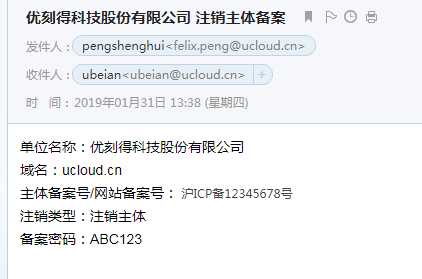 优刻得科技股份有限公司 注销主体备案
发件人：pengshenghui<felix.peng@ucloud.cn>
收件人：ubeian<ubeian@ucloud.cn> +
时 间：2019年01月31日 13:38 (星期四)
单位名称：优刻得科技股份有限公司
域名：ucloud.cn
主体备案号/网站备案号： 沪ICP备12345678号
注销类型：注销主体
备案密码：ABC123